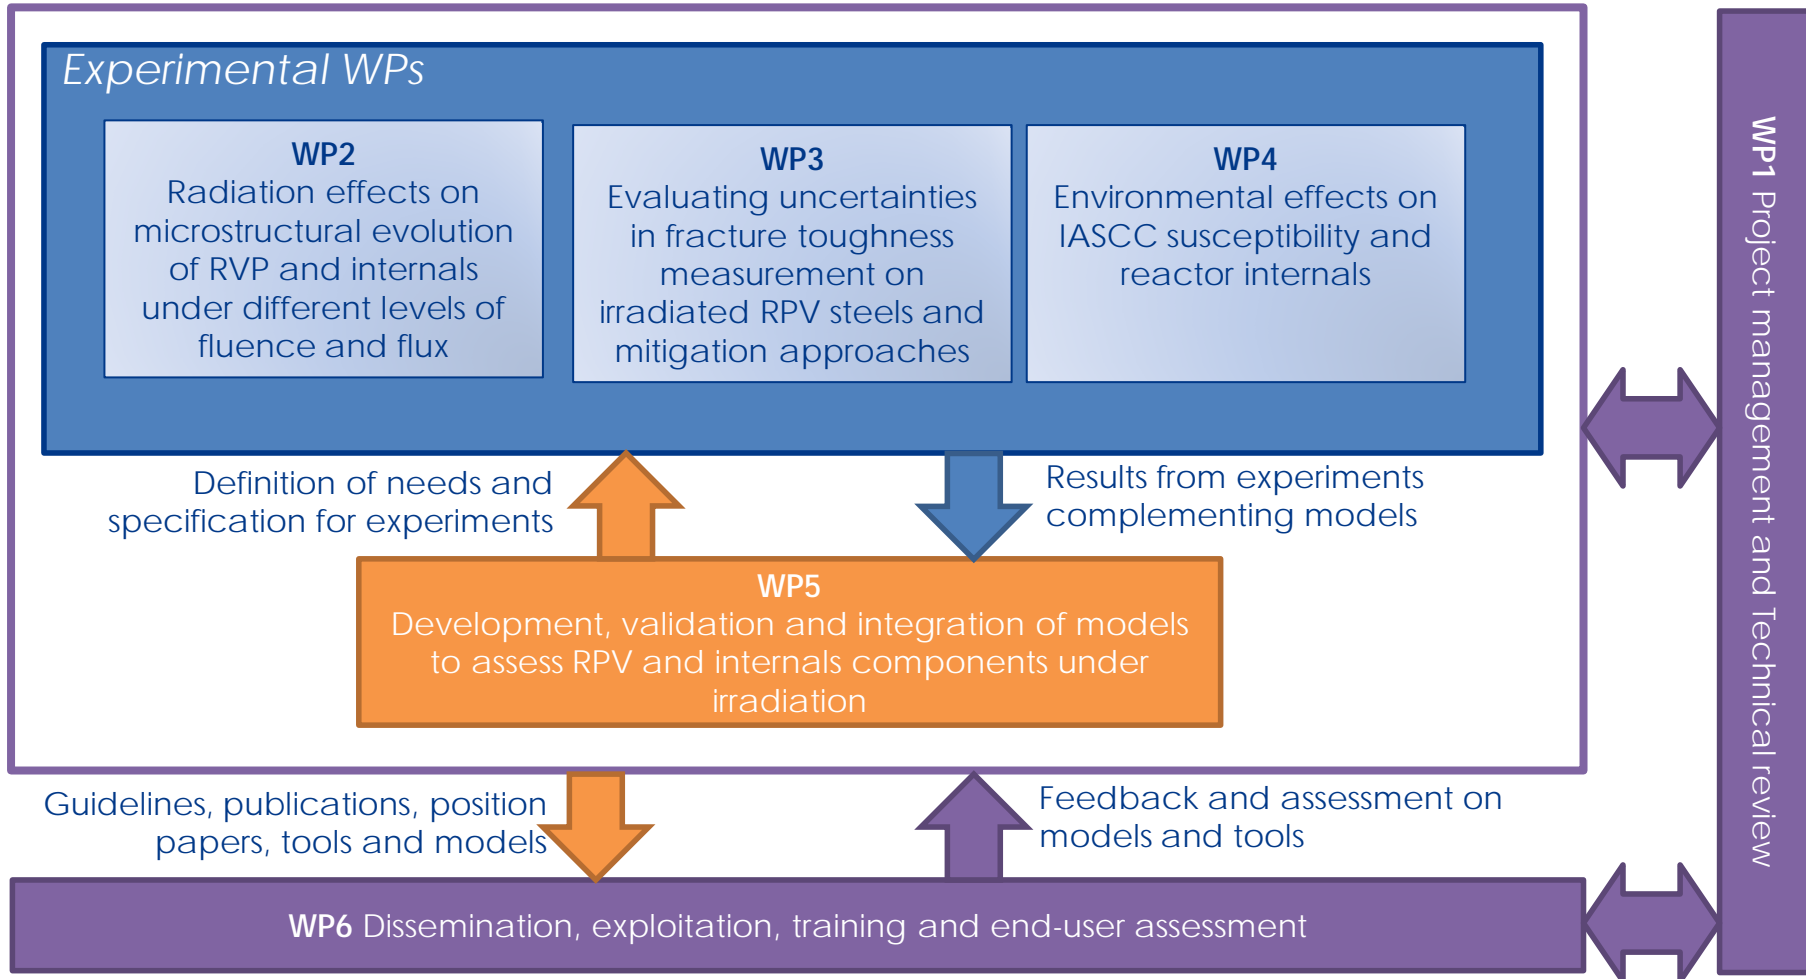 Experimental WPs
WP2
Radiation effects on
microstructural evolution
of RVP and internals
under different levels of
fluence and flux
WP3
Evaluating uncertainties
in fracture toughness
measurement on
irradiated RPV steels and
mitigation approaches
WP4
Environmental effects on
IASCC susceptibility and
reactor internals
Definition of needs and
specification for experiments
Results from experiments
complementing models
WP5
Development, validation and integration of models
to assess RPV and internals components under
irradiation
Guidelines, publications, position
papers, tools and models
Feedback and assessment on
models and tools
WP6 Dissemination, exploitation, training and end-user assessment
WP1 Project management and Technical review